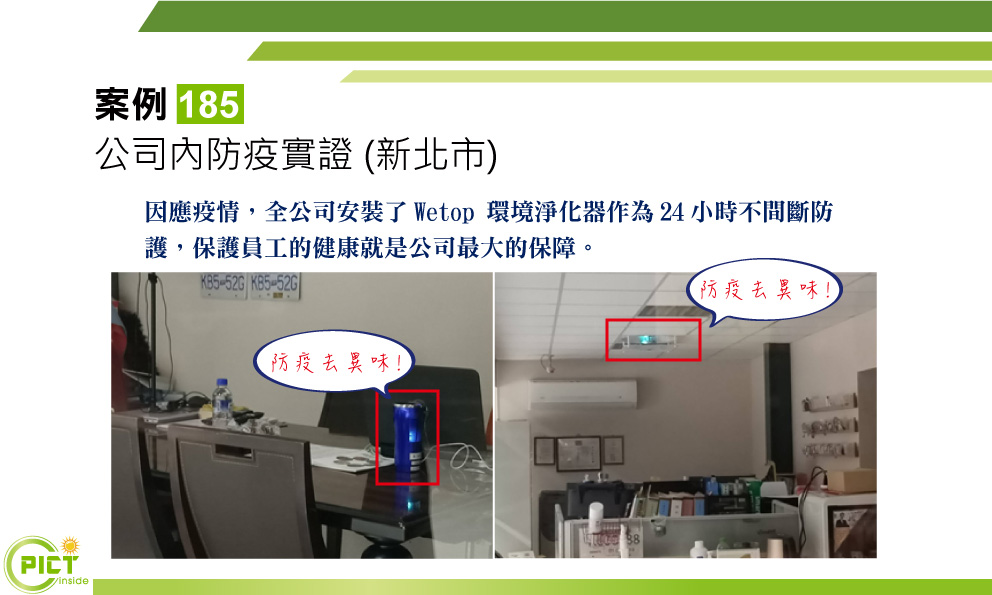 案例 185
公司內防疫實證 (新北市)
因應疫情，全公司安裝了 Wetop 環境淨化器作為 24 小時不間斷防
護，保護員工的健康就是公司最大的保障。
KB5-52G KB5-52G
防疫去異味!
防疫去異味!
PICT
inside